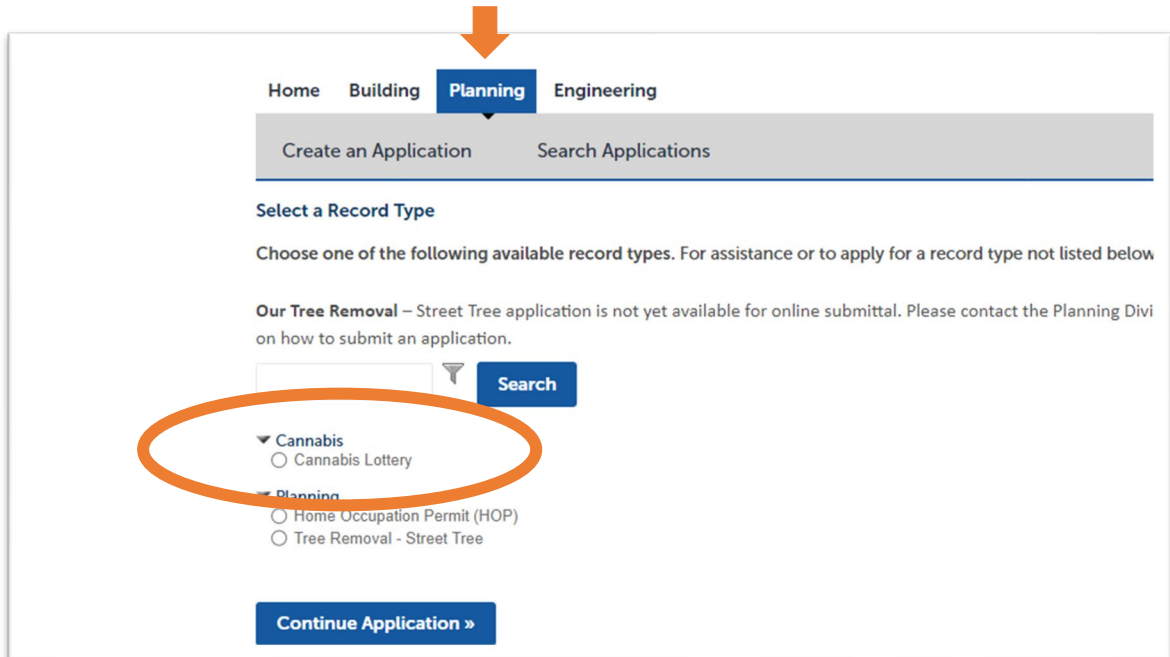 Home Building Planning Engineering
Create an Application Search Applications
Select a Record Type
Choose one of the following available record types. For assistance or to apply for a record type not listed below
Our Tree Removal – Street Tree application is not yet available for online submittal. Please contact the Planning Divi
on how to submit an application.
Search
Cannabis
Cannabis Lottery
Planning
Home Occupation Permit (HOP)
Tree Removal - Street Tree
Continue Application »